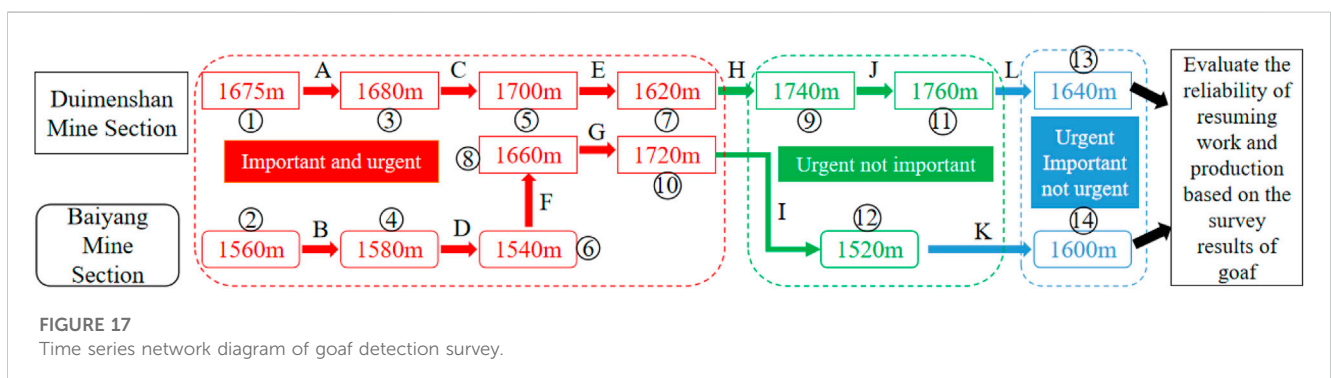 Duimenshan
Mine Section
1675m
①
A
1680m
③
C
1700m
⑤
E
1620m
⑦
H
1740m
⑨
J
1760m
⑪
L
⑬
1640m
Important and urgent
⑧
1660m
G
1720m
⑩
Urgent not important
Urgent
Important
not urgent
Baiyang
Mine
Section
②
1560m
B
④
1580m
D
1540m
⑥
F
I
⑫
1520m
K
⑭
1600m
Evaluate the
reliability of
resuming
work and
production
based on the
survey
results of
goaf
FIGURE 17
Time series network diagram of goaf detection survey.